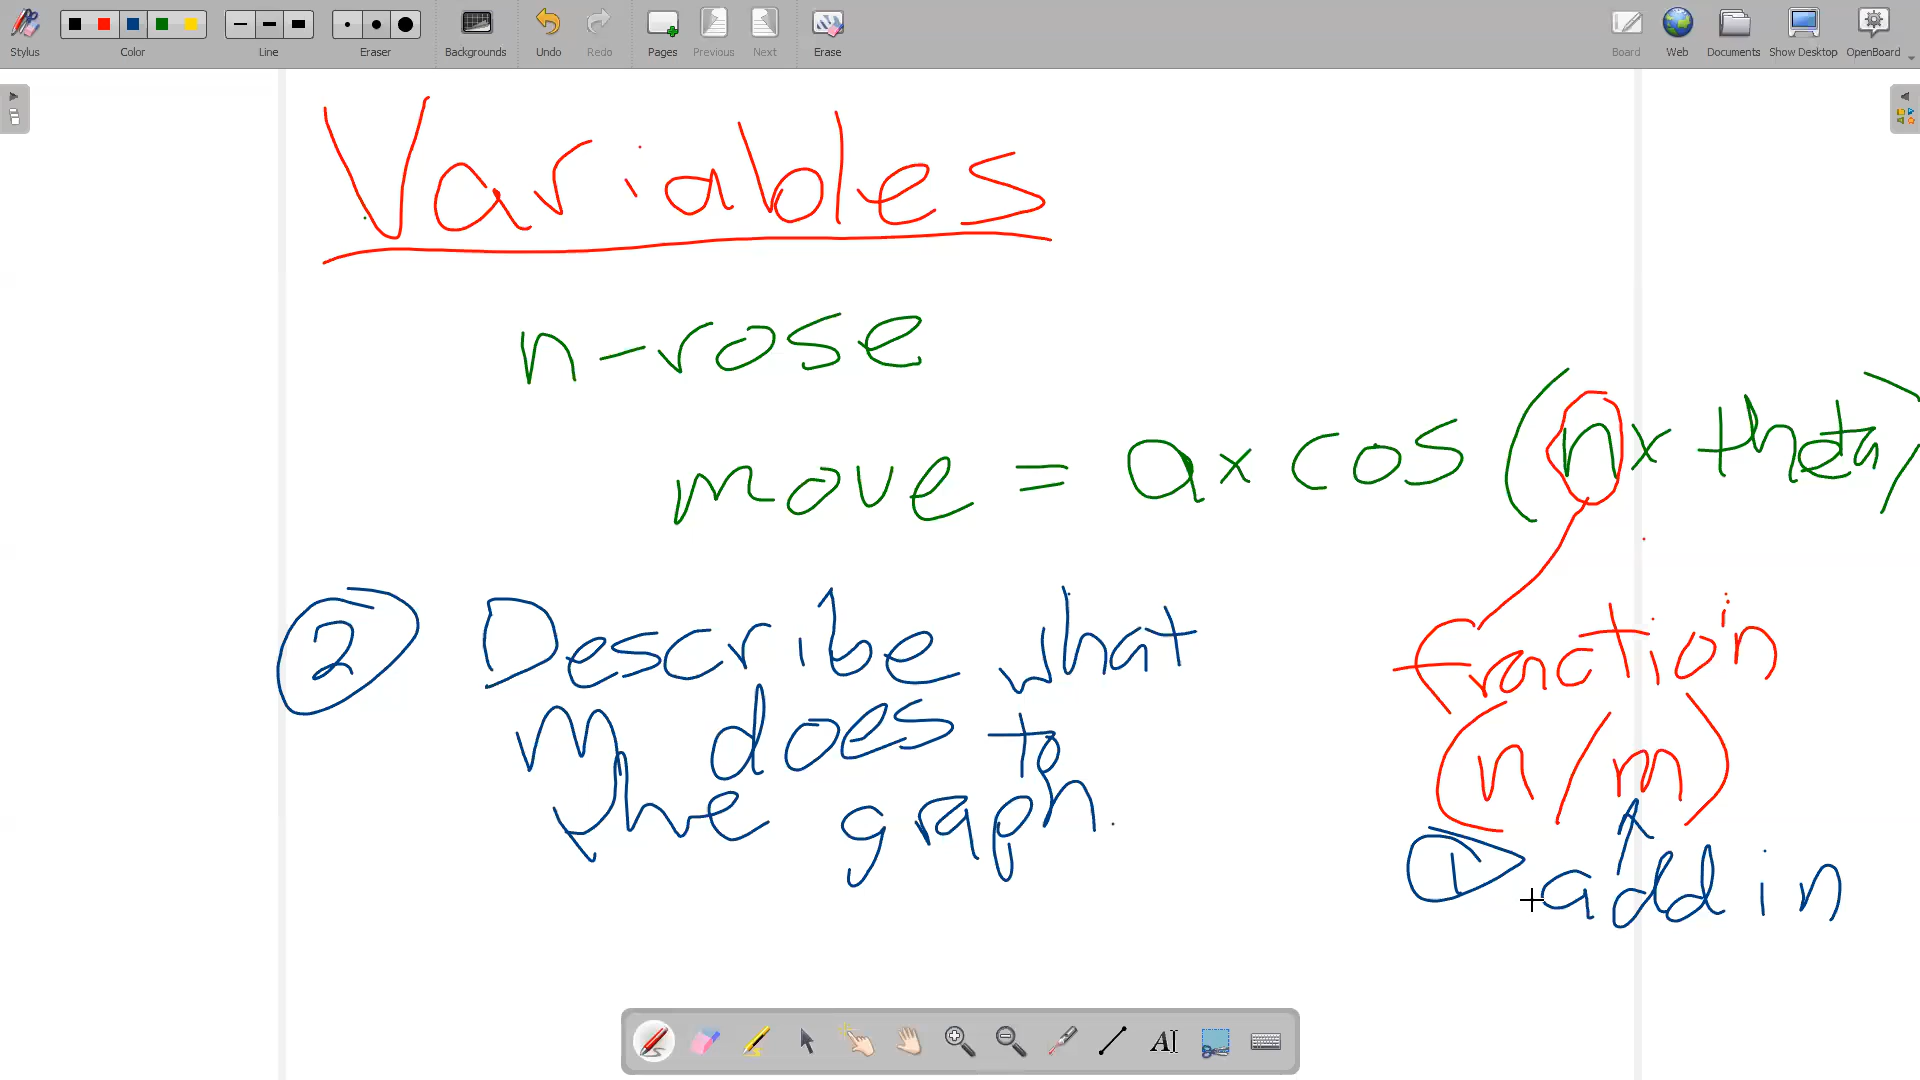 Stylus
Color
Line
Eraser
Backgrounds
Undo
Redo
Pages
Previous
Next
Erase
Board
Web
Documents
Show Desktop
OpenBoard
Variables
n-rose
move = a x cos (n x theta)
② Describe what
m does to
the graph.
fraction
(n/m)
① add in
AI